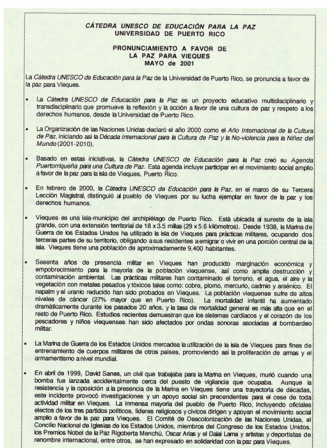 CÁTEDRA UNESCO DE EDUCACIÓN PARA LA PAZ
UNIVERSIDAD DE PUERTO RICO
PRONUNCIAMIENTO A FAVOR DE
LA PAZ PARA VIEQUES
MAYO de 2001
La Cátedra UNESCO de Educación para la Paz de la Universidad de Puerto Rico, se pronuncia a favor de
la paz para Vieques.
• La Cátedra UNESCO de Educación para la Paz es un proyecto educativo multidisciplinario y
transdisciplinario que promueve la reflexión y la acción a favor de una cultura de paz y respeto a los
derechos humanos, desde la Universidad de Puerto Rico.
• La Organización de las Naciones Unidas declaró el año 2000 como el Año Internacional de la Cultura
de Paz, iniciando así la Década Internacional para la Cultura de Paz y la No-violencia para la Niñez del
Mundo (2001-2010).
• Basado en estas iniciativas, la Cátedra UNESCO de Educación para la Paz creó su Agenda
Puertorriqueña para una Cultura de Paz. Esta agenda incluye participar en el movimiento social amplio
a favor de la paz para la isla de Vieques, Puerto Rico.
• En febrero de 2000, la Cátedra UNESCO de Educación para la Paz, en el marco de su Tercera
Lección Magistral, distinguió al pueblo de Vieques por su lucha ejemplar en favor de la paz y los
derechos humanos.
• Vieques es una isla-municipio del archipiélago de Puerto Rico. Está ubicada al sureste de la isla
grande, con una extensión territorial de 18 x 3.5 millas (29 x 5.6 kilómetros). Desde 1938, la Marina de
Guerra de los Estados Unidos ha utilizado la isla de Vieques para prácticas militares, ocupando dos
terceras partes de su territorio, obligando a sus residentes a emigrar o vivir en una porción central de la
isla. Vieques tiene una población de aproximadamente 9,400 habitantes.
• Sesenta años de presencia militar en Vieques han producido marginación económica y
empobrecimiento para la mayoría de la población viequense, así como amplia destrucción y
contaminación ambiental. Las prácticas militares han contaminado el terreno, el agua, el aire y la
vegetación con metales pesados y tóxicos tales como: cobre, plomo, mercurio, cadmio y arsénico. El
napalm y el uranio reducido han sido probados en Vieques. La población viequense sufre de altos
niveles de cáncer (27% mayor que en Puerto Rico). La mortalidad infantil ha aumentado
dramáticamente durante los pasados 20 años, y la tasa de mortalidad general es más alta que en el
resto de Puerto Rico. Estudios recientes demuestran que los sistemas cardíacos y el corazón de los
pescadores y niños viequenses han sido afectados por ondas sonoras asociadas al bombardeo
militar.
• La Marina de Guerra de los Estados Unidos mercadea la utilización de la isla de Vieques para fines de
entrenamiento de cuerpos militares de otros países, promoviendo así la proliferación de armas y el
armamentismo a nivel mundial.
• En abril de 1999, David Sanes, un civil que trabajaba para la Marina en Vieques, murió cuando una
bomba fue lanzada accidentalmente cerca del puesto de vigilancia que ocupaba. Aunque la
resistencia y la oposición a la presencia de la Marina en Vieques tiene una trayectoria de décadas,
este incidente provocó investigaciones y un apoyo social sin precedentes para el cese de toda
actividad militar en Vieques. La inmensa mayoría del pueblo de Puerto Rico, incluyendo oficiales
electos de los tres partidos políticos, líderes religiosos y cívicos dirigen y apoyan el movimiento social
amplio a favor de la paz para Vieques. El Comité de Descolonización de las Naciones Unidas, el
Concilio Nacional de Iglesias de los Estados Unidos, miembros del Congreso de los Estados Unidos,
los Premios Nobel de la Paz Rigoberta Menchú, Oscar Arias y el Dalai Lama y artistas y deportistas de
renombre internacional, entre otros, se han expresado en solidaridad con la paz para Vieques.